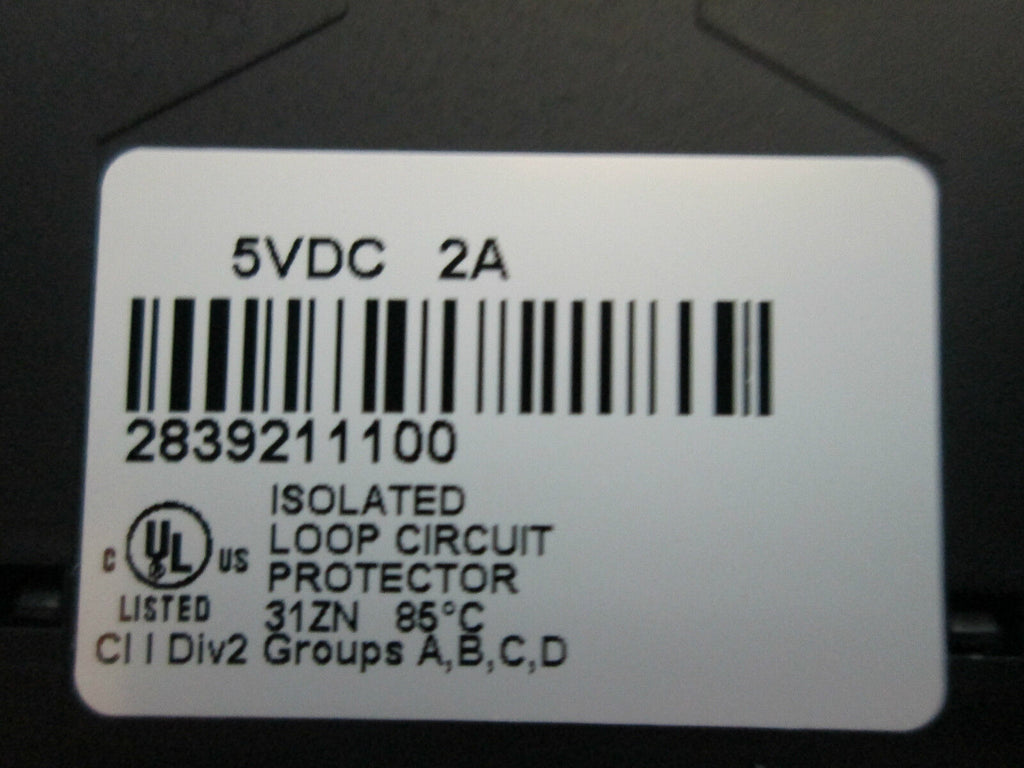 5VDC 2A
2839211100
ISOLATED
LOOP CIRCUIT
PROTECTOR
C UL US
LISTED
31ZN 85°C
Cl I Div2 Groups A,B,C,D